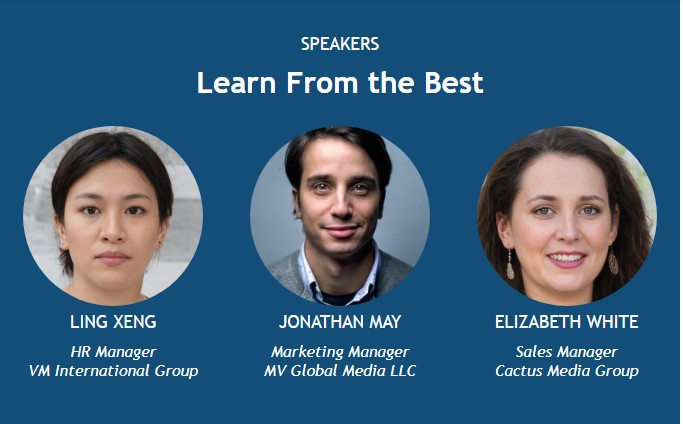 SPEAKERS
Learn From the Best
LING XENG
JONATHAN MAY
ELIZABETH WHITE
HR Manager
VM International Group
Marketing Manager
MV Global Media LLC
Sales Manager
Cactus Media Group